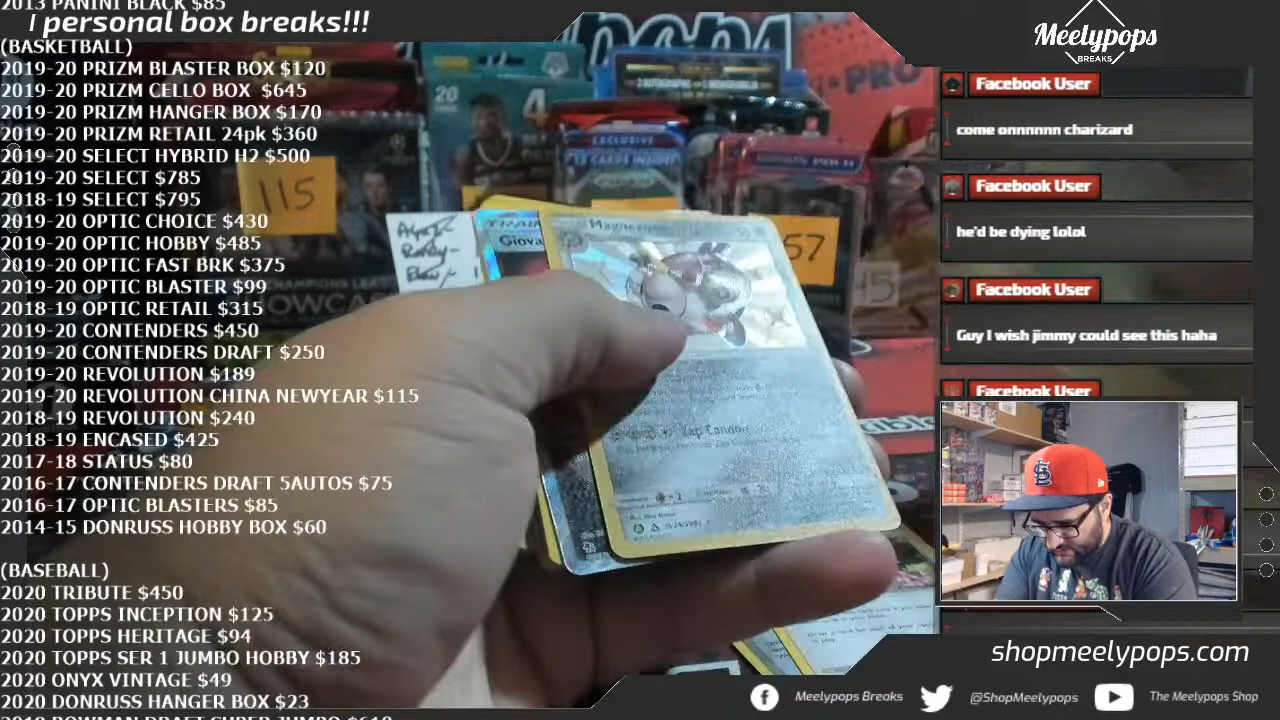 2013 PANINI BLACK $85
I personal box breaks!!!
(BASKETBALL)
2019-20 PRIZM BLASTER BOX $120
2019-20 PRIZM CELLO BOX $645
2019-20 PRIZM HANGER BOX $170
2019-20 PRIZM RETAIL 24pk $360
2019-20 SELECT HYBRID H2 $500
2019-20 SELECT $785
2018-19 SELECT $795
2019-20 OPTIC CHOICE $430
2019-20 OPTIC HOBBY $485
2019-20 OPTIC FAST BRK $375
2019-20 OPTIC BLASTER $99
2018-19 OPTIC RETAIL $315
2019-20 CONTENDERS $450
2019-20 CONTENDERS DRAFT $250
2019-20 REVOLUTION $189
2019-20 REVOLUTION CHINA NEWYEAR $115
2018-19 REVOLUTION $240
2018-19 ENCASED $425
2017-18 STATUS $80
2016-17 CONTENDERS DRAFT 5AUTOS $75
2016-17 OPTIC BLASTERS $85
2014-15 DONRUSS HOBBY BOX $60
(BASEBALL)
2020 TRIBUTE $450
2020 TOPPS INCEPTION $125
2020 TOPPS HERITAGE $94
2020 TOPPS SER 1 JUMBO HOBBY $185
2020 ONYX VINTAGE $49
2020 DONRUSS HANGER BOX $23
pops
PRO
20
4
EXCLUSIVE
115
57
45
Giova
Zap Cannon
Meelypops
BREAKS
Facebook User
come onnnnnn charizard
Facebook User
he'd be dying lolol
Facebook User
Guy I wish jimmy could see this haha
Facebook User
shopmeelypops.com
Meelypops Breaks
@ShopMeelypops
The Meelypops Shop